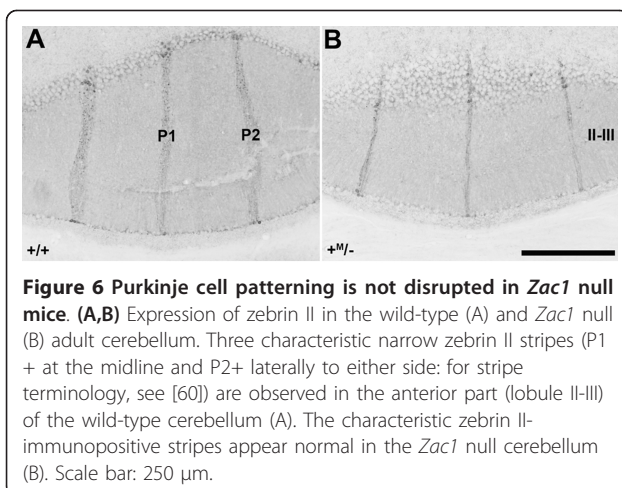 A
B
P1
P2
II-III
+/+
+ᴹ/-
Figure 6 Purkinje cell patterning is not disrupted in Zac1 null
mice. (A,B) Expression of zebrin II in the wild-type (A) and Zac1 null
(B) adult cerebellum. Three characteristic narrow zebrin II stripes (P1
+ at the midline and P2+ laterally to either side: for stripe
terminology, see [60]) are observed in the anterior part (lobule II-III)
of the wild-type cerebellum (A). The characteristic zebrin II-
immunopositive stripes appear normal in the Zac1 null cerebellum
(B). Scale bar: 250 μm.